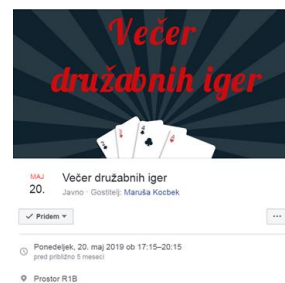 Večer
družabnih iger
MAJ
20.
Večer družabnih iger
Javno · Gostitelj: Maruša Kocbek
✓ Pridem ▾
···
Ponedeljek, 20. maj 2019 ob 17:15–20:15
pred približno 5 meseci
Prostor R1B